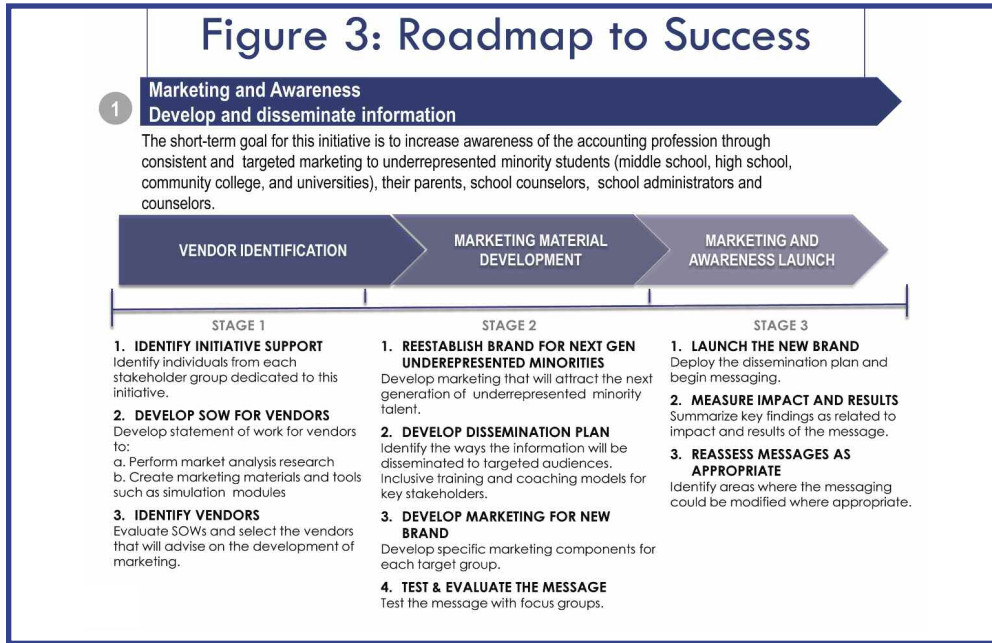 Figure 3: Roadmap to Success
1
Marketing and Awareness
Develop and disseminate information
The short-term goal for this initiative is to increase awareness of the accounting profession through
consistent and targeted marketing to underrepresented minority students (middle school, high school,
community college, and universities), their parents, school counselors, school administrators and
counselors.
VENDOR IDENTIFICATION
MARKETING MATERIAL
DEVELOPMENT
MARKETING AND
AWARENESS LAUNCH
STAGE 1
1. IDENTIFY INITIATIVE SUPPORT
Identify individuals from each
stakeholder group dedicated to this
initiative.
2. DEVELOP SOW FOR VENDORS
Develop statement of work for vendors
to:
a. Perform market analysis research
b. Create marketing materials and tools
such as simulation modules
3. IDENTIFY VENDORS
Evaluate SOWs and select the vendors
that will advise on the development of
marketing.
STAGE 2
1. REESTABLISH BRAND FOR NEXT GEN
UNDEREPRESENTED MINORITIES
Develop marketing that will attract the next
generation of underrepresented minority
talent.
2. DEVELOP DISSEMINATION PLAN
Identify the ways the information will be
disseminated to targeted audiences.
Inclusive training and coaching models for
key stakeholders.
3. DEVELOP MARKETING FOR NEW
BRAND
Develop specific marketing components for
each target group.
4. TEST & EVALUATE THE MESSAGE
Test the message with focus groups.
STAGE 3
1. LAUNCH THE NEW BRAND
Deploy the dissemination plan and
begin messaging.
2. MEASURE IMPACT AND RESULTS
Summarize key findings as related to
impact and results of the message.
3. REASSESS MESSAGES AS
APPROPRIATE
Identify areas where the messaging
could be modified where appropriate.